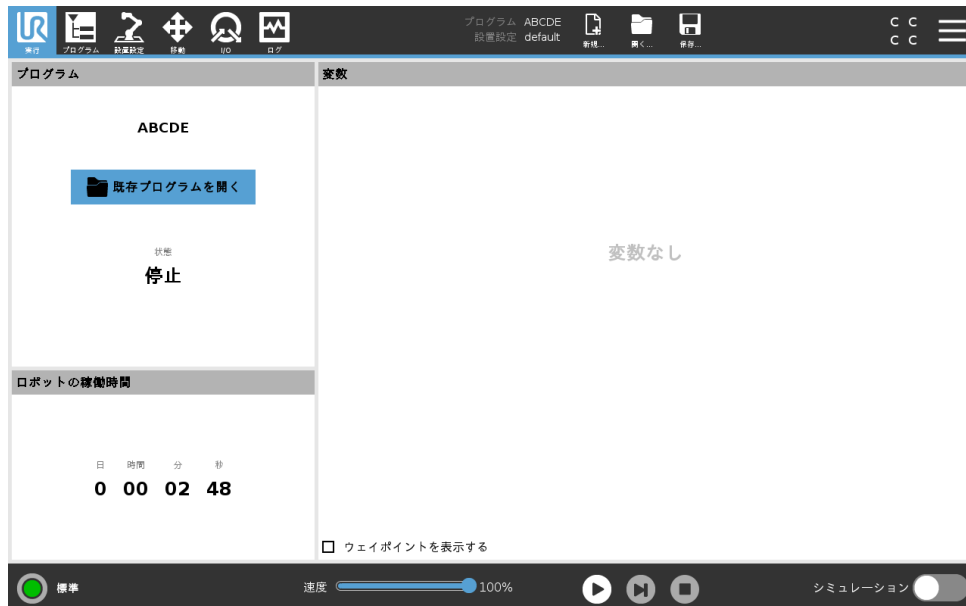 UR
実行
プログラム
設置設定
移動
I/O
ログ
プログラム ABCDE
設置設定 default
新規...
開く...
保存...
C C
C C
プログラム
変数
ABCDE
既存プログラムを開く
状態
停止
変数なし
ロボットの稼働時間
日 時間 分 秒
0 00 02 48
ウェイポイントを表示する
標準
速度 100%
シミュレーション